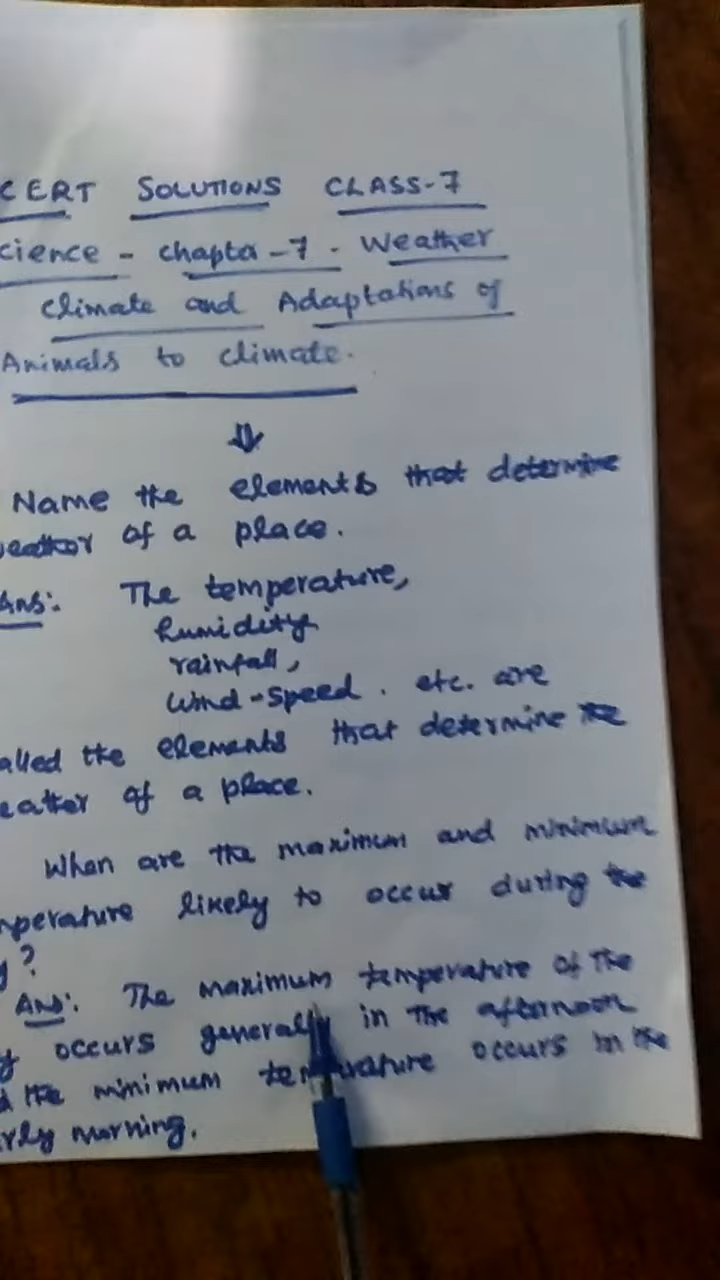 CERT SOLUTIONS CLASS-7
cience - chapter-7 - Weather
climate and Adaptations of
Animals to climate.
Name the elements that determine
weather of a place.
Ans: The temperature,
humidity
rainfall,
wind-speed. etc. are
alled the elements that determine the
eather of a place.
When are the maximum and minimum
mperature likely to occur during the
y?
Ans: The maximum temperature of the
y occurs generally in the afternoon
d the minimum temperature occurs in the
rly morning.